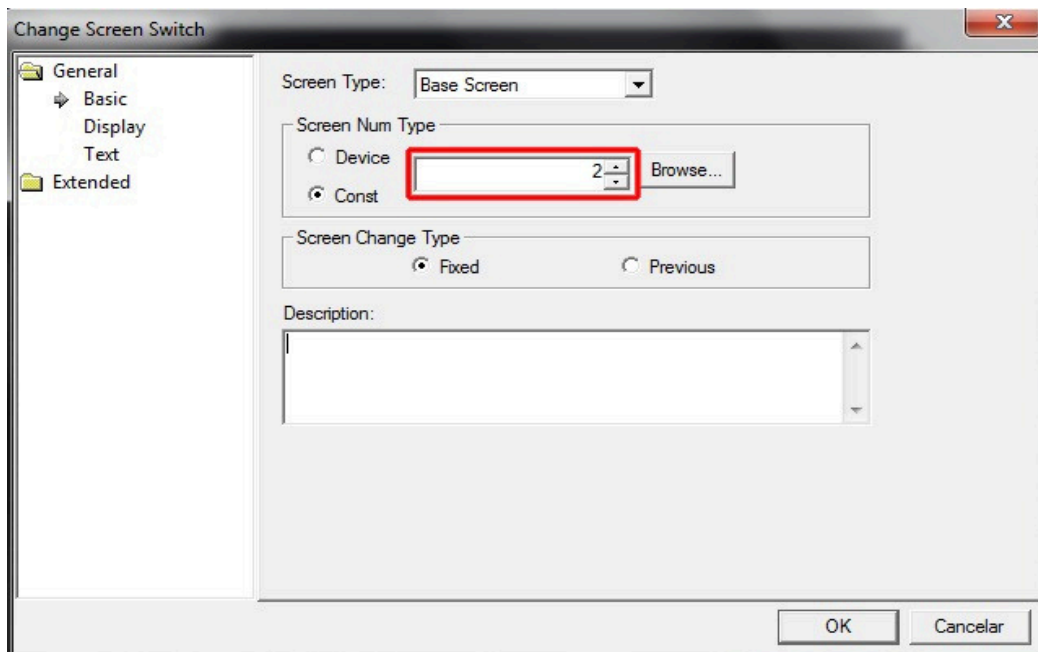 Change Screen Switch
General
Basic
Display
Text
Extended
Screen Type: Base Screen
Screen Num Type
Device
2 Browse...
Const
Screen Change Type
Fixed Previous
Description:
OK Cancelar